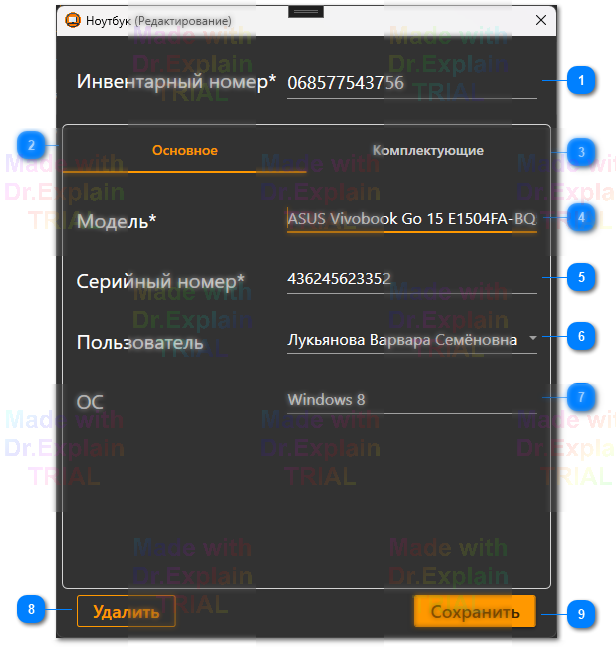 Ноутбук (Редактирование)
Инвентарный номер* 068577543756 1
2 Основное Комплектующие 3
Модель* ASUS Vivobook Go 15 E1504FA-BQ 4
Серийный номер* 436245623352 5
Пользователь Лукьянова Варвара Семёновна 6
ОС Windows 8 7
8 Удалить Сохранить 9
Made with
Dr.Explain
TRIAL